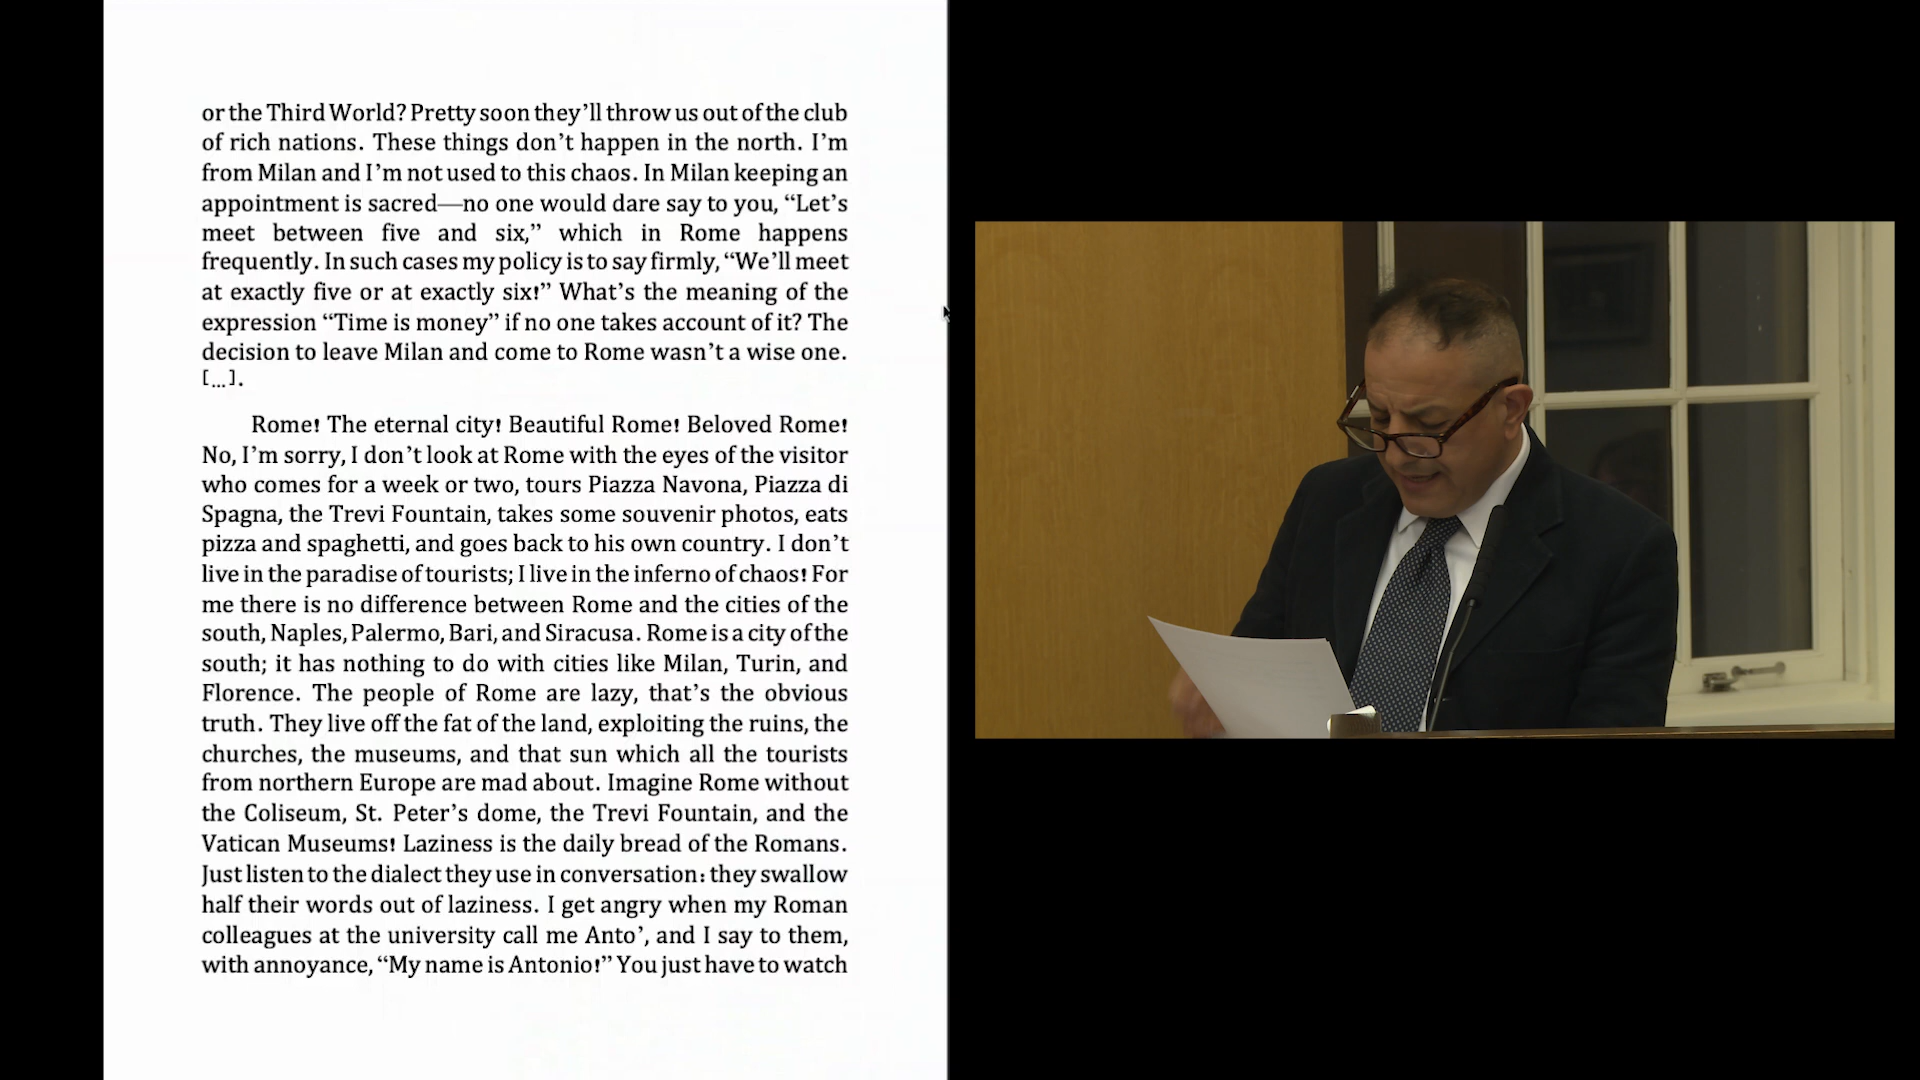 or the Third World? Pretty soon they’ll throw us out of the club
of rich nations. These things don’t happen in the north. I’m
from Milan and I’m not used to this chaos. In Milan keeping an
appointment is sacred—no one would dare say to you, “Let’s
meet between five and six,” which in Rome happens
frequently. In such cases my policy is to say firmly, “We’ll meet
at exactly five or at exactly six!” What’s the meaning of the
expression “Time is money” if no one takes account of it? The
decision to leave Milan and come to Rome wasn’t a wise one.
[…].
Rome! The eternal city! Beautiful Rome! Beloved Rome!
No, I’m sorry, I don’t look at Rome with the eyes of the visitor
who comes for a week or two, tours Piazza Navona, Piazza di
Spagna, the Trevi Fountain, takes some souvenir photos, eats
pizza and spaghetti, and goes back to his own country. I don’t
live in the paradise of tourists; I live in the inferno of chaos! For
me there is no difference between Rome and the cities of the
south, Naples, Palermo, Bari, and Siracusa. Rome is a city of the
south; it has nothing to do with cities like Milan, Turin, and
Florence. The people of Rome are lazy, that’s the obvious
truth. They live off the fat of the land, exploiting the ruins, the
churches, the museums, and that sun which all the tourists
from northern Europe are mad about. Imagine Rome without
the Coliseum, St. Peter’s dome, the Trevi Fountain, and the
Vatican Museums! Laziness is the daily bread of the Romans.
Just listen to the dialect they use in conversation: they swallow
half their words out of laziness. I get angry when my Roman
colleagues at the university call me Anto’, and I say to them,
with annoyance, “My name is Antonio!” You just have to watch